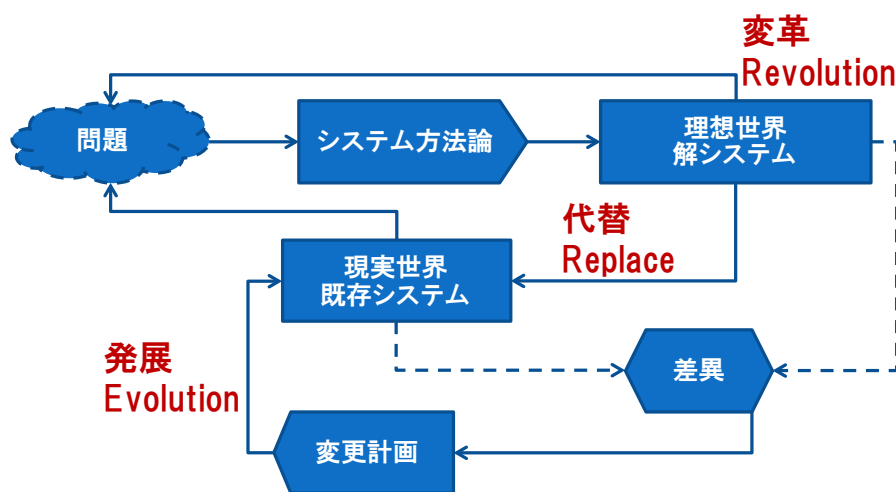 変革
Revolution
問題
システム方法論
理想世界
解システム
代替
Replace
現実世界
既存システム
発展
Evolution
差異
変更計画